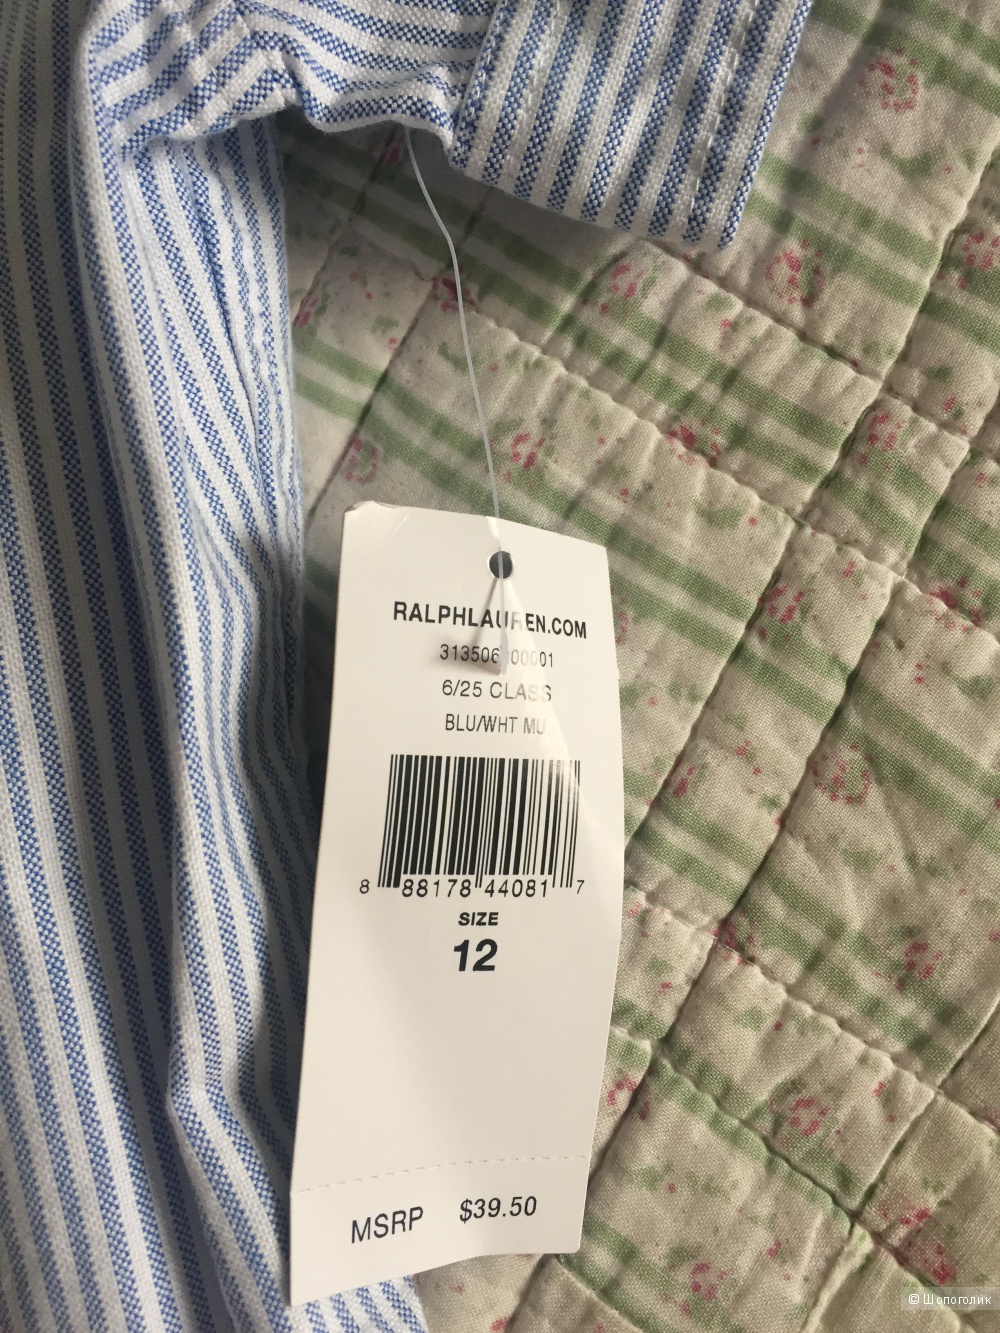 RALPHLAUREN.COM
6/25 CLASS
BLU/WHT MU
8 88178 44081 7
SIZE
12
MSRP $39.50
© Шопоголик